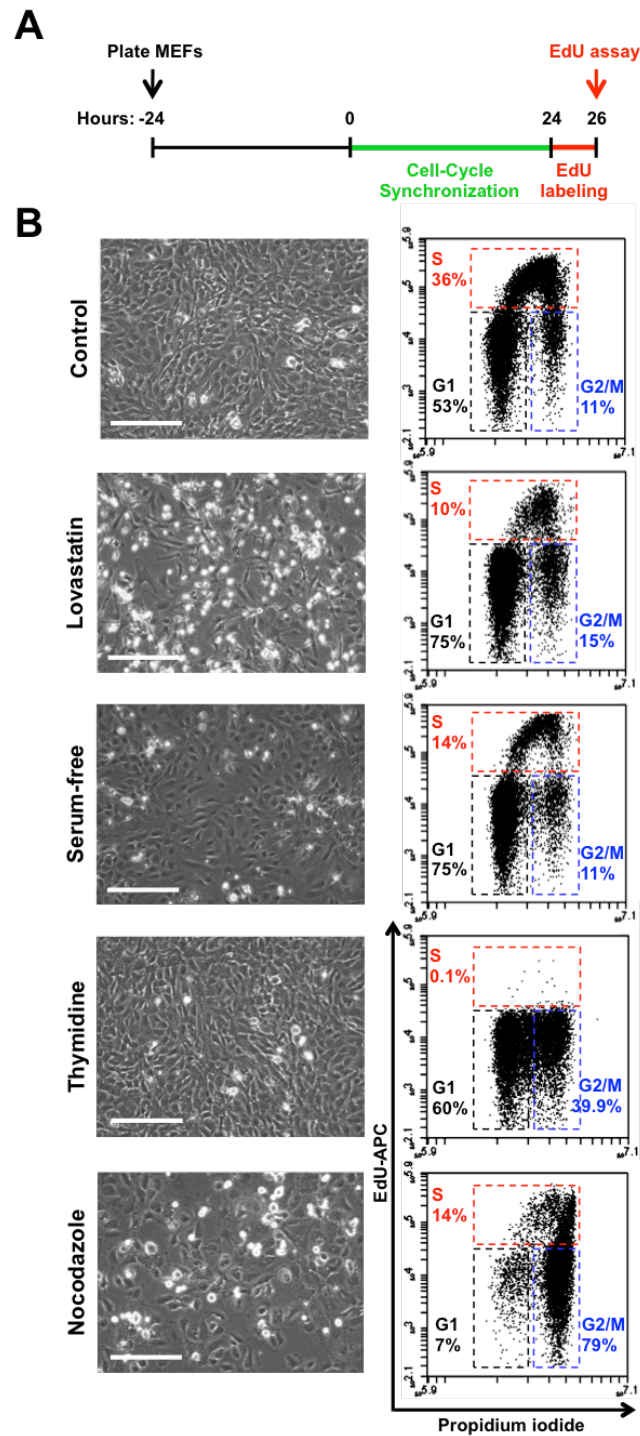 A
Plate MEFs
EdU assay
Hours: -24 0 24 26
Cell-Cycle
Synchronization
EdU
labeling
B
Control
S
36%
G1
53%
G2/M
11%
Lovastatin
S
10%
G1
75%
G2/M
15%
Serum-free
S
14%
G1
75%
G2/M
11%
Thymidine
S
0.1%
G1
60%
G2/M
39.9%
Nocodazole
S
14%
G1
7%
G2/M
79%
EdU-APC
Propidium iodide